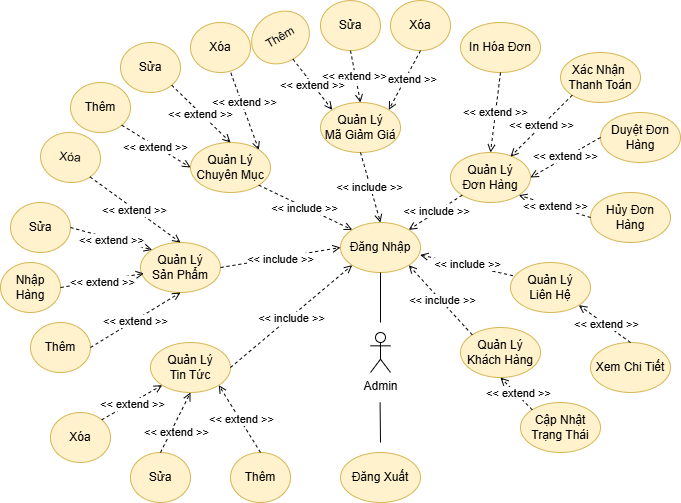 Thêm
Sửa
Xóa
In Hóa Đơn
Xóa
Sửa
Xác Nhận
Thanh Toán
<< extend >>
<< extend >>
<< extend >>
<< extend >>
<< extend >>
<< extend >>
<< extend >>
Thêm
Quản Lý
Mã Giảm Giá
Duyệt Đơn
Hàng
<< extend >>
Quản Lý
Chuyên Mục
<< extend >>
Xóa
Quản Lý
Đơn Hàng
<< extend >>
<< include >>
<< include >>
<< include >>
<< extend >>
Hủy Đơn
Hàng
Sửa
<< extend >>
<< extend >>
Quản Lý
Sản Phẩm
<< include >>
Đăng Nhập
<< include >>
Quản Lý
Liên Hệ
Nhập
Hàng
<< extend >>
<< include >>
<< include >>
<< extend >>
<< extend >>
Thêm
Quản Lý
Tin Tức
Admin
Quản Lý
Khách Hàng
Xem Chi Tiết
<< extend >>
<< extend >>
<< extend >>
<< extend >>
Xóa
Cập Nhật
Trạng Thái
Sửa
Thêm
Đăng Xuất